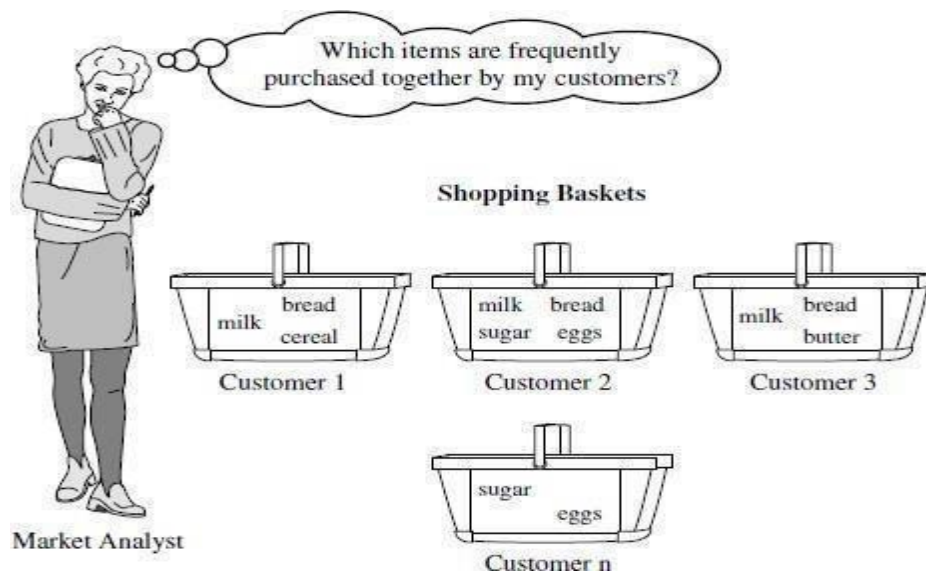 Which items are frequently
purchased together by my customers?
Shopping Baskets
milk
bread
cereal
milk bread
sugar eggs
milk
bread
butter
Customer 1
Customer 2
Customer 3
sugar
eggs
Market Analyst
Customer n